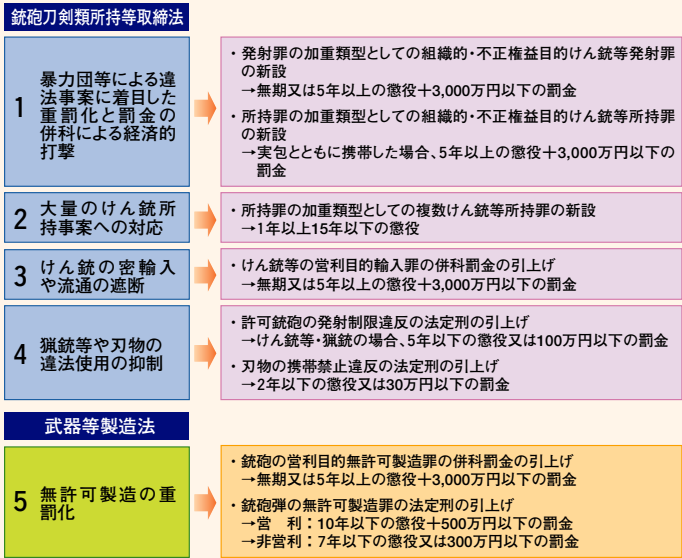 銃砲刀剣類所持等取締法
1
暴力団等による違
法事案に着目した
重罰化と罰金の
併科による経済的
打撃
・発射罪の加重類型としての組織的・不正権益目的けん銃等発射罪
の新設
→無期又は5年以上の懲役＋3,000万円以下の罰金
・所持罪の加重類型としての組織的・不正権益目的けん銃等所持罪
の新設
→実包とともに携帯した場合、5年以上の懲役＋3,000万円以下の
罰金
2
大量のけん銃所
持事案への対応
・所持罪の加重類型としての複数けん銃等所持罪の新設
→1年以上15年以下の懲役
3
けん銃の密輸入
や流通の遮断
・けん銃等の営利目的輸入罪の併科罰金の引上げ
→無期又は5年以上の懲役＋3,000万円以下の罰金
4
猟銃等や刃物の
違法使用の抑制
・許可銃砲の発射制限違反の法定刑の引上げ
→けん銃等・猟銃の場合、5年以下の懲役又は100万円以下の罰金
・刃物の携帯禁止違反の法定刑の引上げ
→2年以下の懲役又は30万円以下の罰金
武器等製造法
5
無許可製造の重
罰化
・銃砲の営利目的無許可製造罪の併科罰金の引上げ
→無期又は5年以上の懲役＋3,000万円以下の罰金
・銃砲弾の無許可製造罪の法定刑の引上げ
→営　利：10年以下の懲役＋500万円以下の罰金
→非営利：7年以下の懲役又は300万円以下の罰金